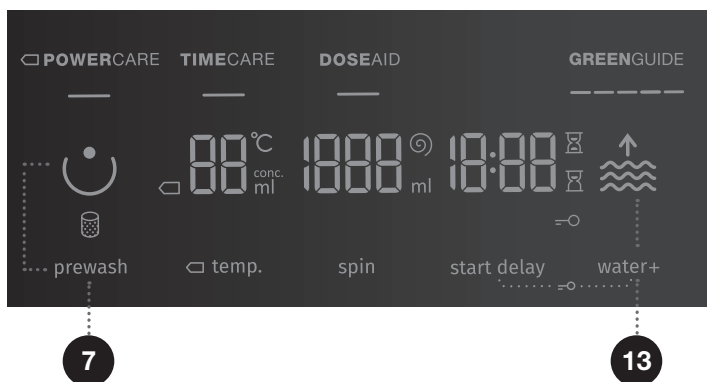 POWERCARE TIMECARE DOSEAID GREENGUIDE
88 °C conc. ml 1888 ml 18:88
prewash temp. spin start delay water+
7 13